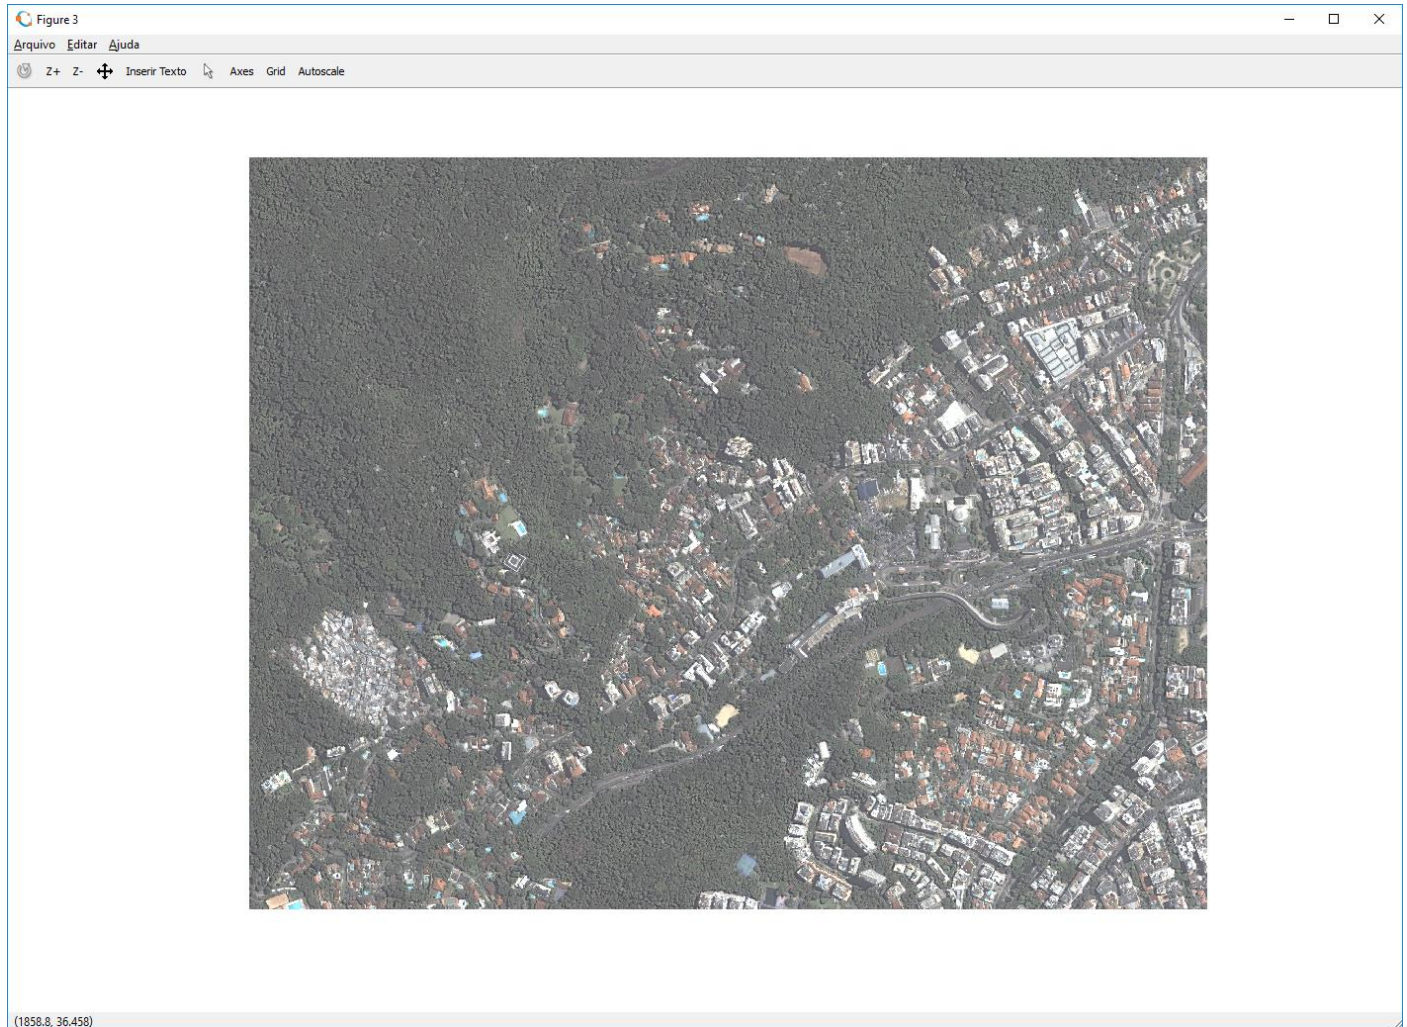 Figure 3
Arquivo Editar Ajuda
Z+ Z- Inserir Texto Axes Grid Autoscale
(1858.8, 36.458)